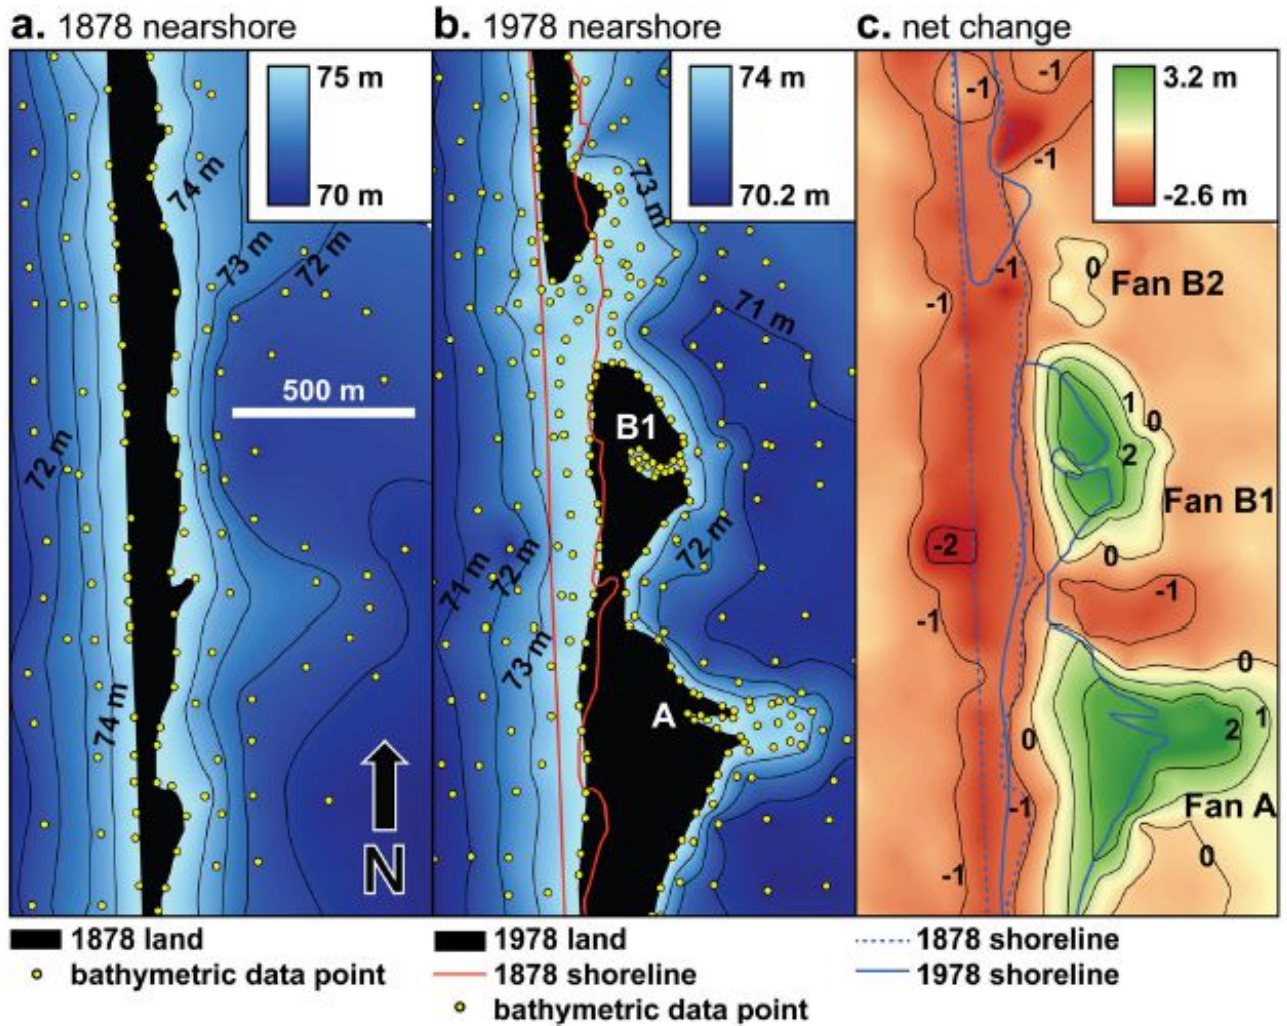 a. 1878 nearshore
75 m
70 m
74 m
73 m
72 m
500 m
72 m
74 m
N
1878 land
bathymetric data point
b. 1978 nearshore
74 m
70.2 m
73 m
71 m
B1
72 m
71 m
72 m
73 m
A
1978 land
1878 shoreline
bathymetric data point
c. net change
3.2 m
-2.6 m
-1
-1
-1
-1
-1
0
Fan B2
1
0
2
Fan B1
-2
0
-1
-1
0
0
1
2
Fan A
-1
0
-1
1878 shoreline
1978 shoreline